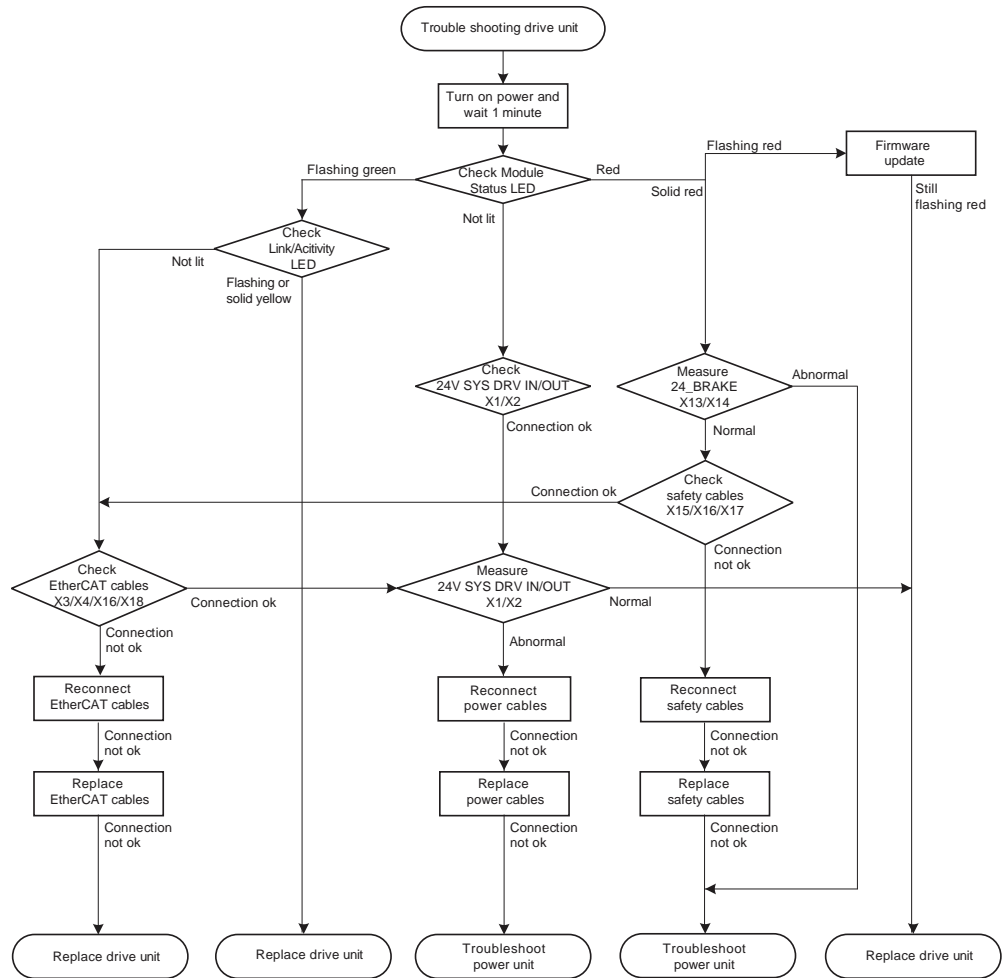 Trouble shooting drive unit
Turn on power and
wait 1 minute
Flashing red
Firmware
update
Flashing green
Check Module
Status LED
Red
Solid red
Still
flashing red
Not lit
Check
Link/Acitivity
LED
Not lit
Flashing or
solid yellow
Check
24V SYS DRV IN/OUT
X1/X2
Measure
24_BRAKE
X13/X14
Abnormal
Connection ok
Normal
Connection ok
Check
safety cables
X15/X16/X17
Connection
not ok
Check
EtherCAT cables
X3/X4/X16/X18
Connection ok
Measure
24V SYS DRV IN/OUT
X1/X2
Normal
Connection
not ok
Abnormal
Reconnect
EtherCAT cables
Reconnect
power cables
Reconnect
safety cables
Connection
not ok
Connection
not ok
Connection
not ok
Replace
EtherCAT cables
Replace
power cables
Replace
safety cables
Connection
not ok
Connection
not ok
Connection
not ok
Replace drive unit
Replace drive unit
Troubleshoot
power unit
Troubleshoot
power unit
Replace drive unit